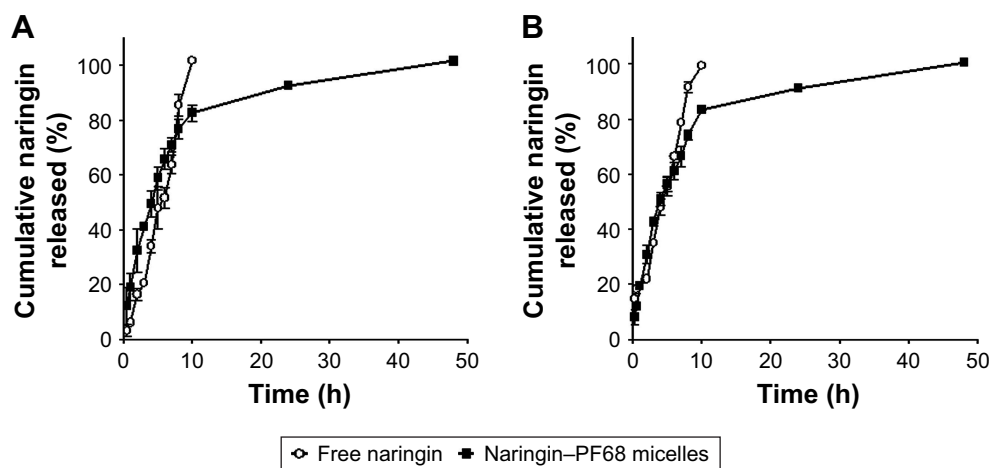 A
B
Cumulative naringin
released (%)
100
80
60
40
20
0
0
10
20
30
40
50
Time (h)
Cumulative naringin
released (%)
100
80
60
40
20
0
0
10
20
30
40
50
Time (h)
Free naringin
Naringin–PF68 micelles